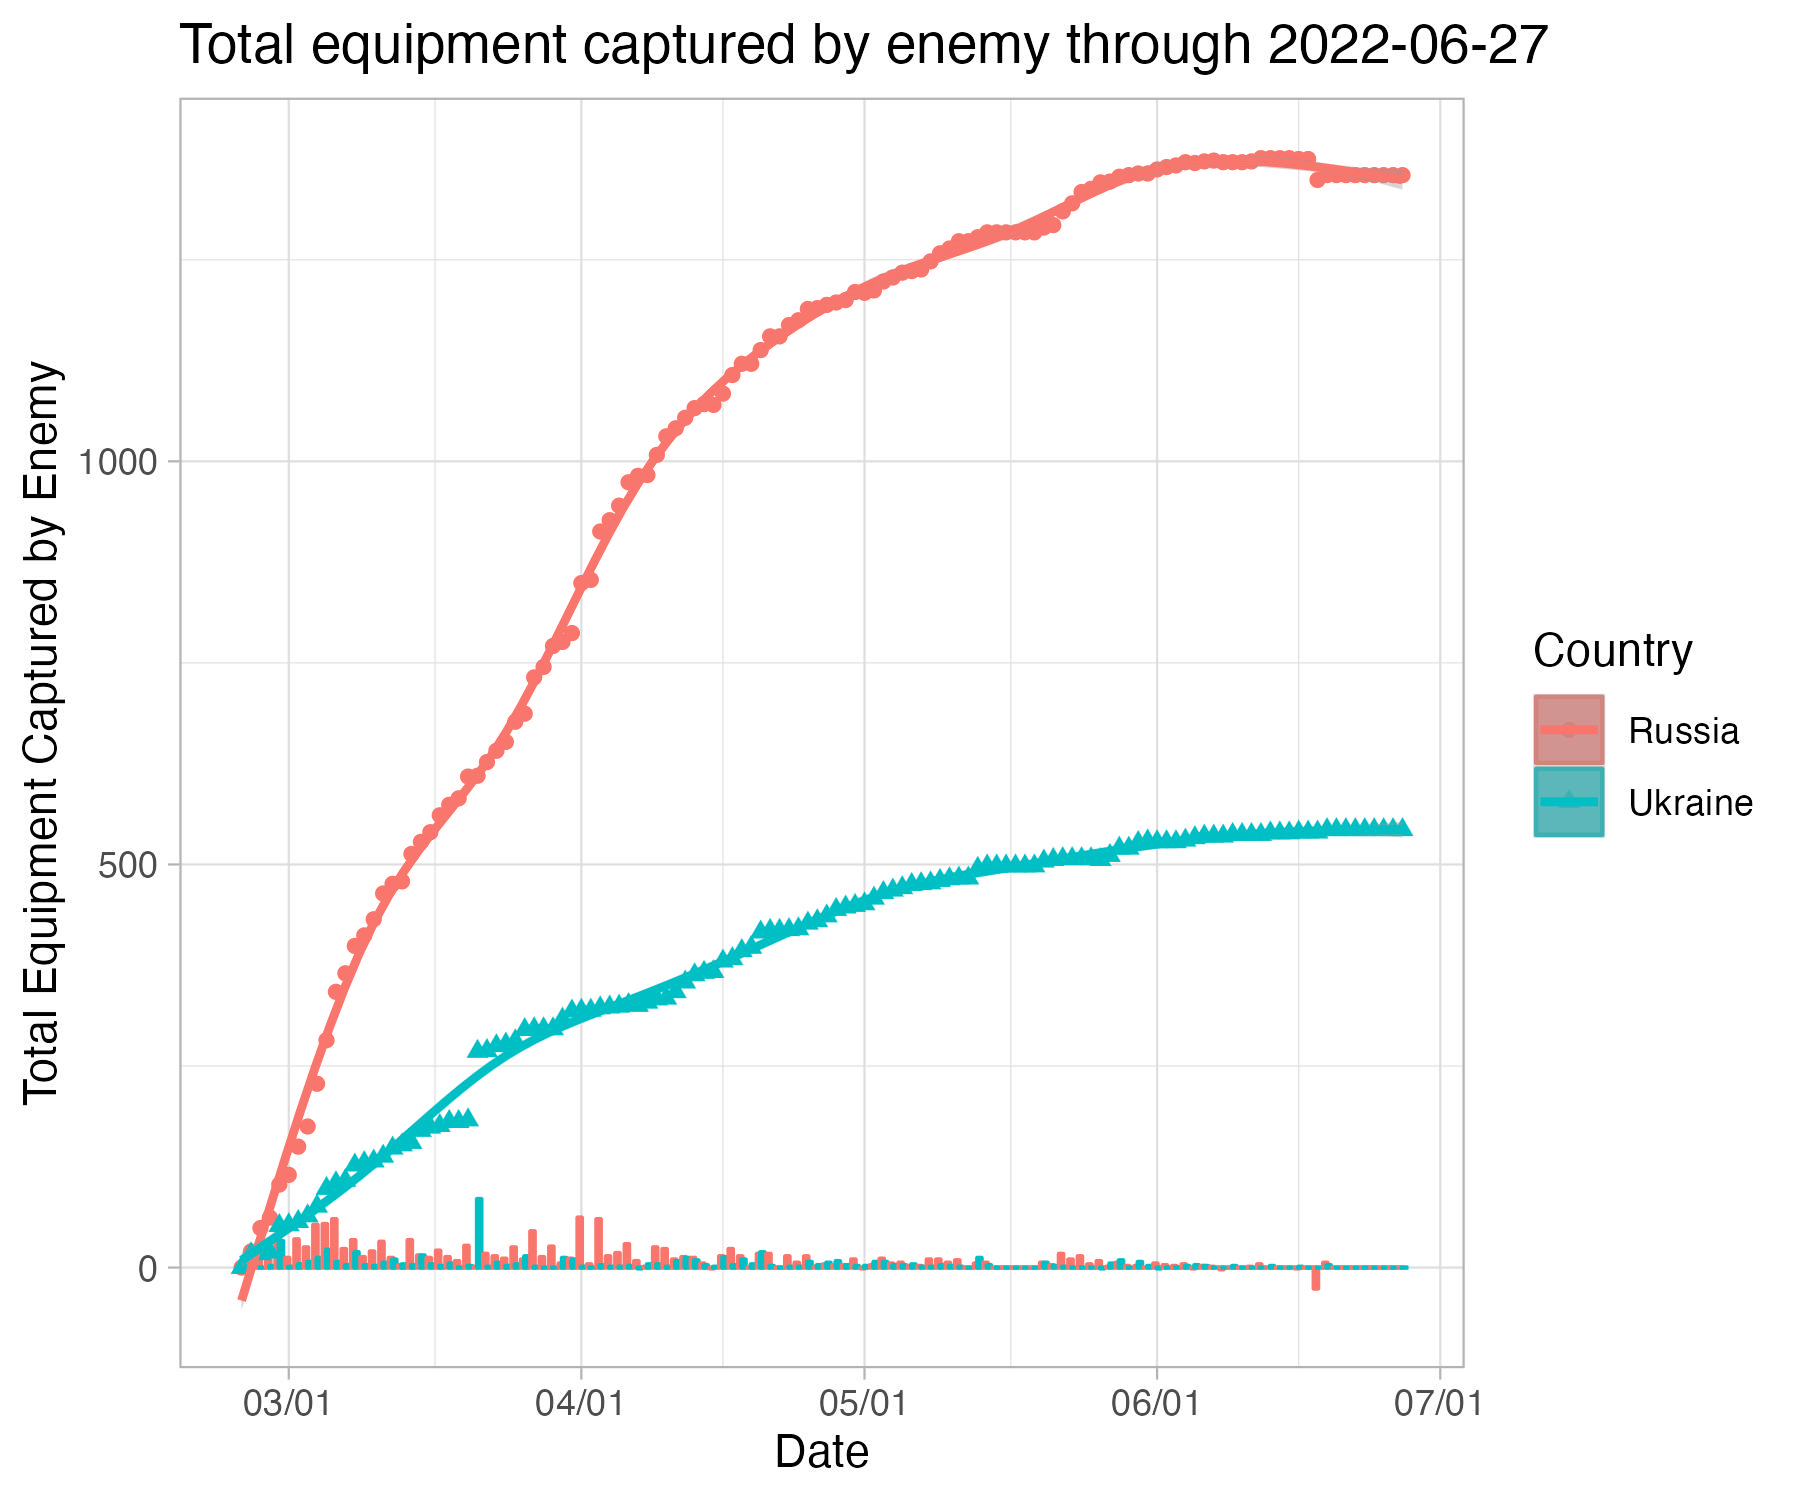 Total equipment captured by enemy through 2022-06-27
Total Equipment Captured by Enemy
1000
500
0
03/01
04/01
05/01
06/01
07/01
Date
Country
Russia
Ukraine